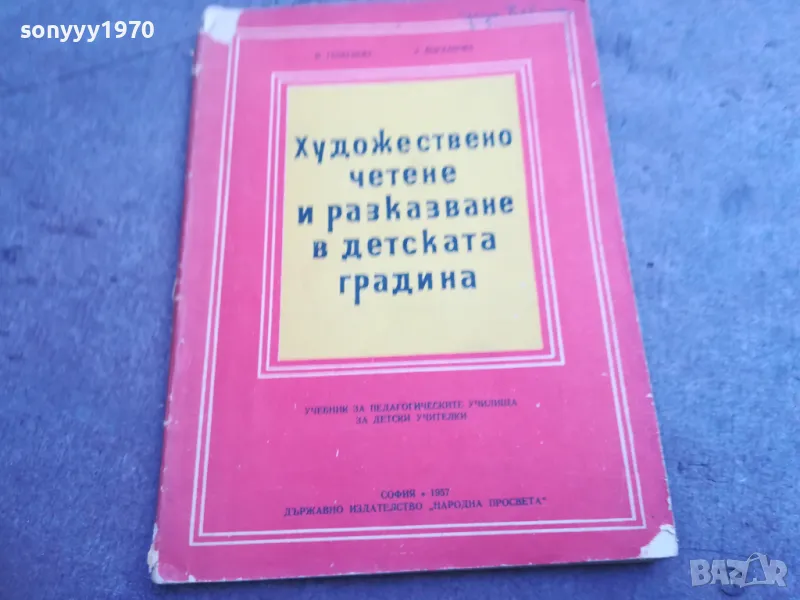 sonyyy1970
Художествено
четене
и разказване
в детската
градина
УЧЕБНИК ЗА ПЕДАГОГИЧЕСКИТЕ УЧИЛИЩА
ЗА ДЕТСКИ УЧИТЕЛКИ
СОФИЯ • 1957
ДЪРЖАВНО ИЗДАТЕЛСТВО „НАРОДНА ПРОСВЕТА“
BAZAR